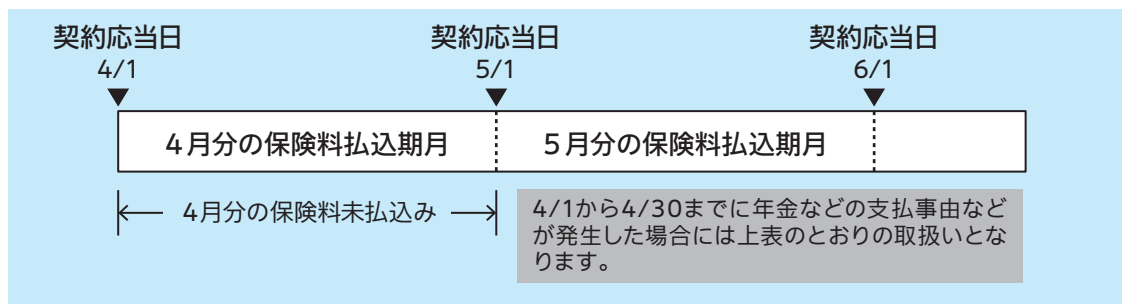 契約応当日 契約応当日 契約応当日
4/1 5/1 6/1
4月分の保険料払込期月 5月分の保険料払込期月
4月分の保険料未払込み
4/1から4/30までに年金などの支払事由など
が発生した場合には上表のとおりの取扱いとな
ります。